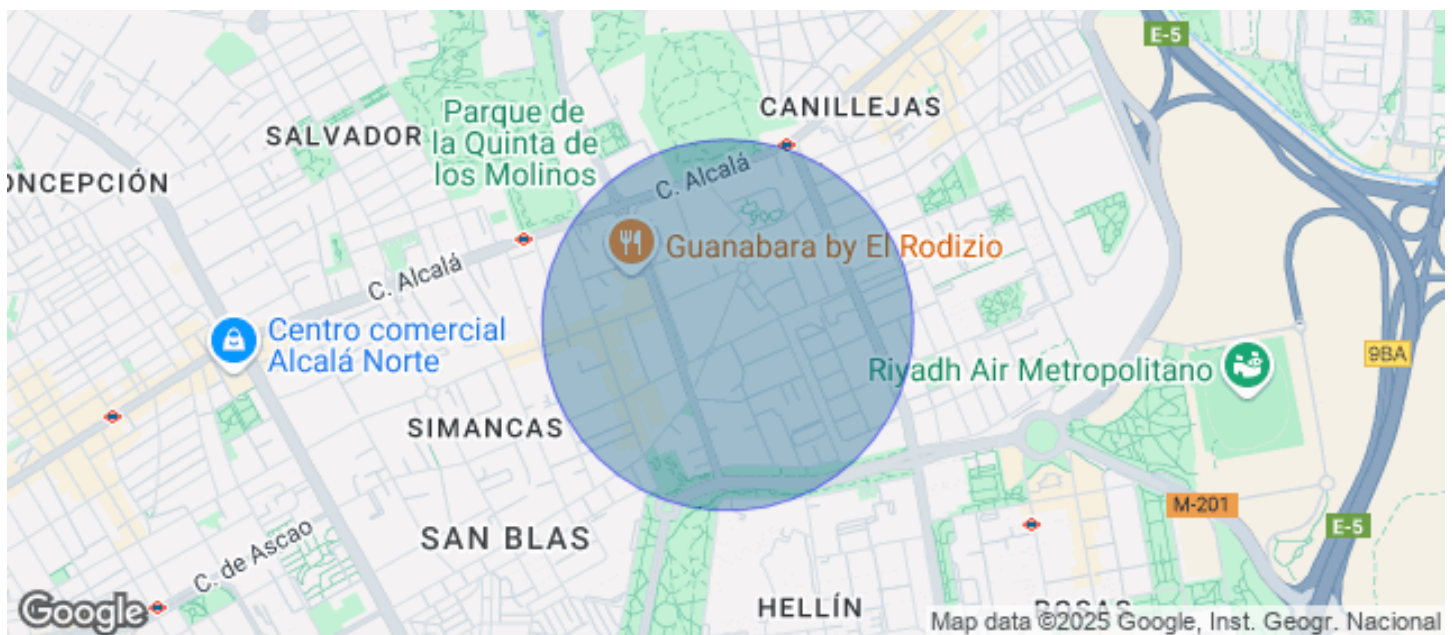 E-5
CANILLEJAS
Parque de
la Quinta de
los Molinos
SALVADOR
ONCEPCIÓN
C. Alcalá
Guanabara by El Rodizio
C. Alcalá
Centro comercial
Alcalá Norte
9BA
Riyadh Air Metropolitano
SIMANCAS
M-201
E-5
SAN BLAS
C. de Ascao
HELLÍN
ROSAS
Google
Map data ©2025 Google, Inst. Geogr. Nacional